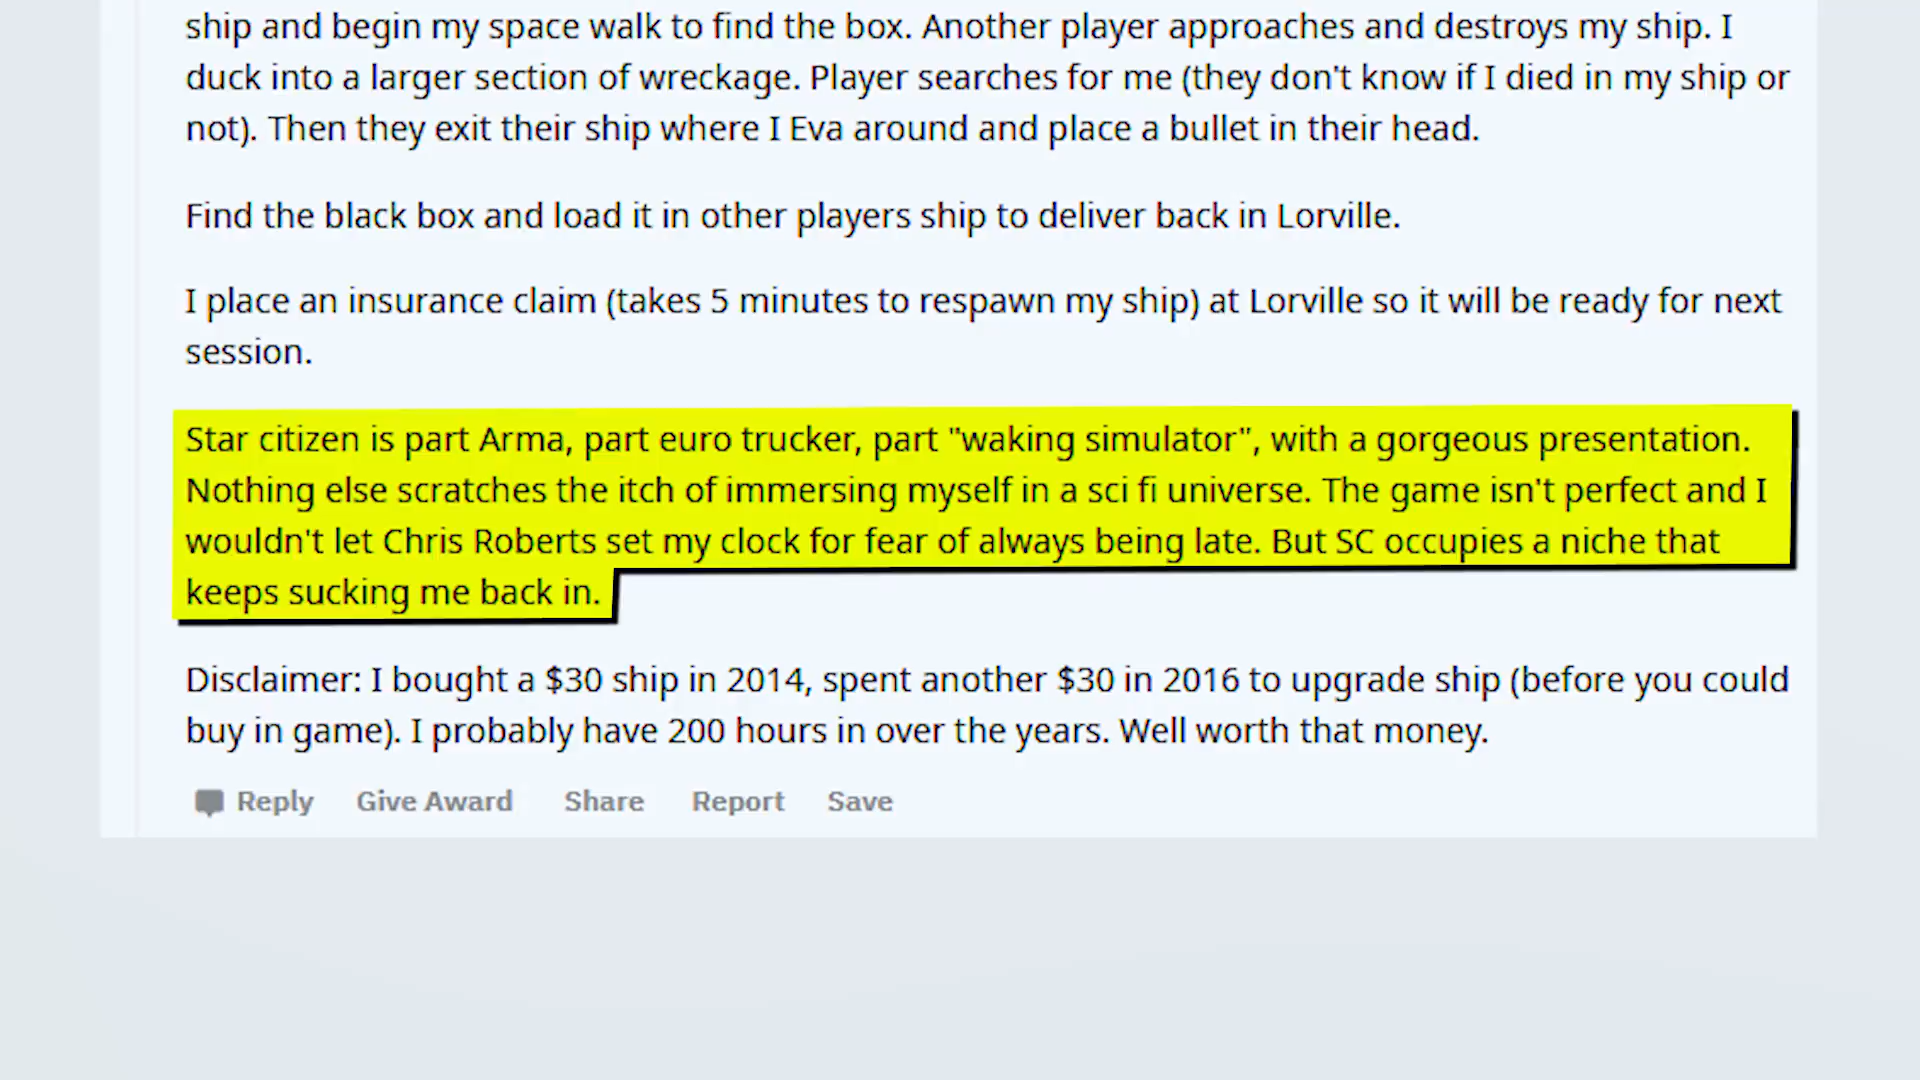 ship and begin my space walk to find the box. Another player approaches and destroys my ship. I
duck into a larger section of wreckage. Player searches for me (they don't know if I died in my ship or
not). Then they exit their ship where I Eva around and place a bullet in their head.
Find the black box and load it in other players ship to deliver back in Lorville.
I place an insurance claim (takes 5 minutes to respawn my ship) at Lorville so it will be ready for next
session.
Star citizen is part Arma, part euro trucker, part "waking simulator", with a gorgeous presentation.
Nothing else scratches the itch of immersing myself in a sci fi universe. The game isn't perfect and I
wouldn't let Chris Roberts set my clock for fear of always being late. But SC occupies a niche that
keeps sucking me back in.
Disclaimer: I bought a $30 ship in 2014, spent another $30 in 2016 to upgrade ship (before you could
buy in game). I probably have 200 hours in over the years. Well worth that money.
Reply Give Award Share Report Save